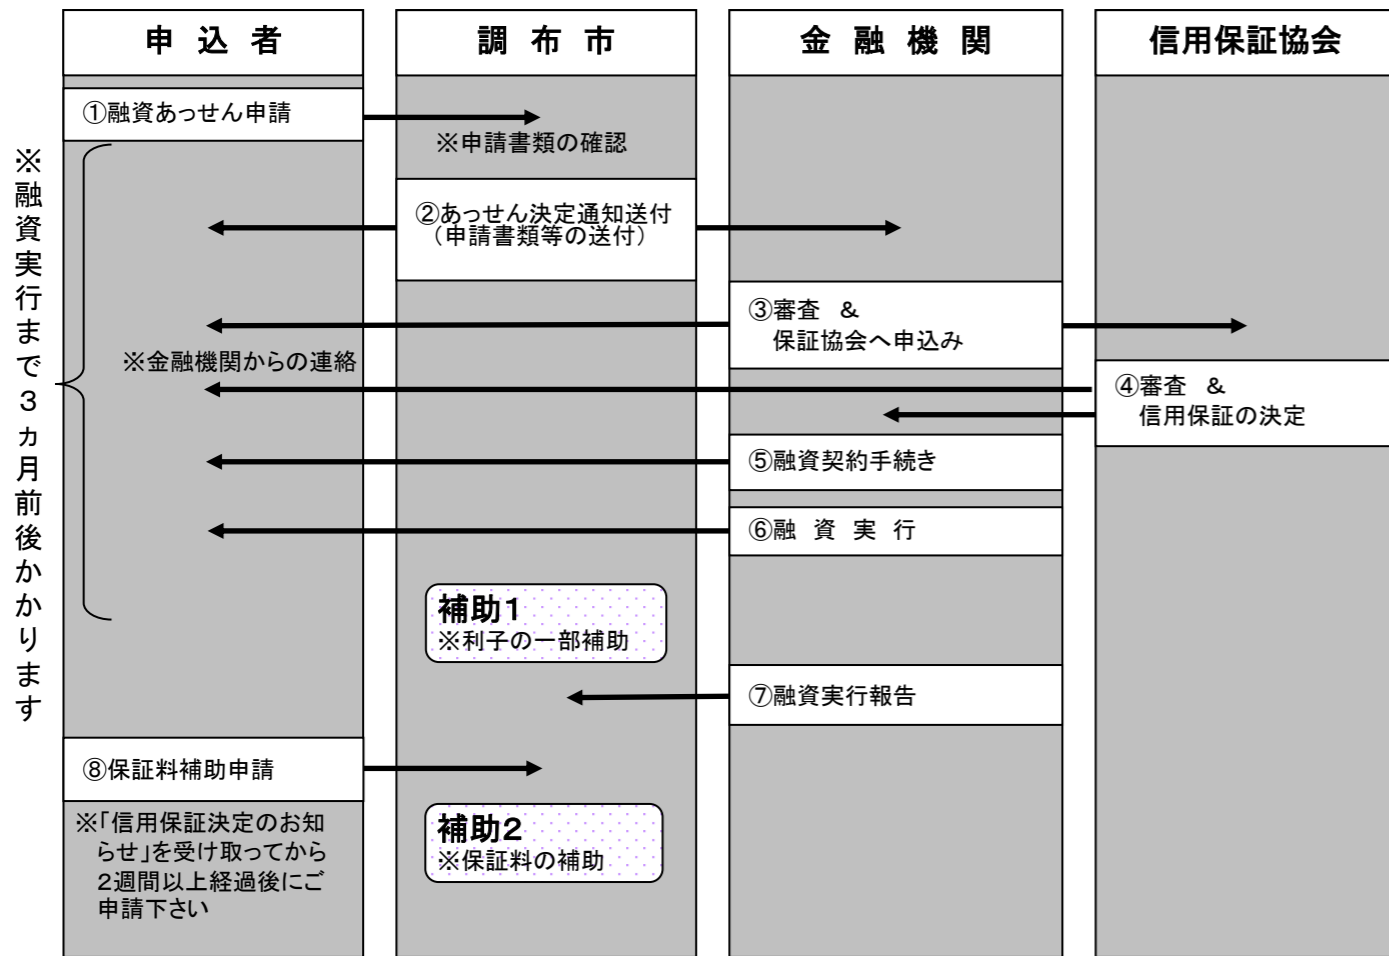 申 込 者
調 布 市
金 融 機 関
信用保証協会
①融資あっせん申請
※申請書類の確認
※融資実行まで3ヵ月前後かかります
②あっせん決定通知送付
（申請書類等の送付）
③審査 ＆
保証協会へ申込み
※金融機関からの連絡
④審査 ＆
信用保証の決定
⑤融資契約手続き
⑥融 資 実 行
補助1
※利子の一部補助
⑦融資実行報告
⑧保証料補助申請
※「信用保証決定のお知
らせ」を受け取ってから
2週間以上経過後にご
申請下さい
補助2
※保証料の補助